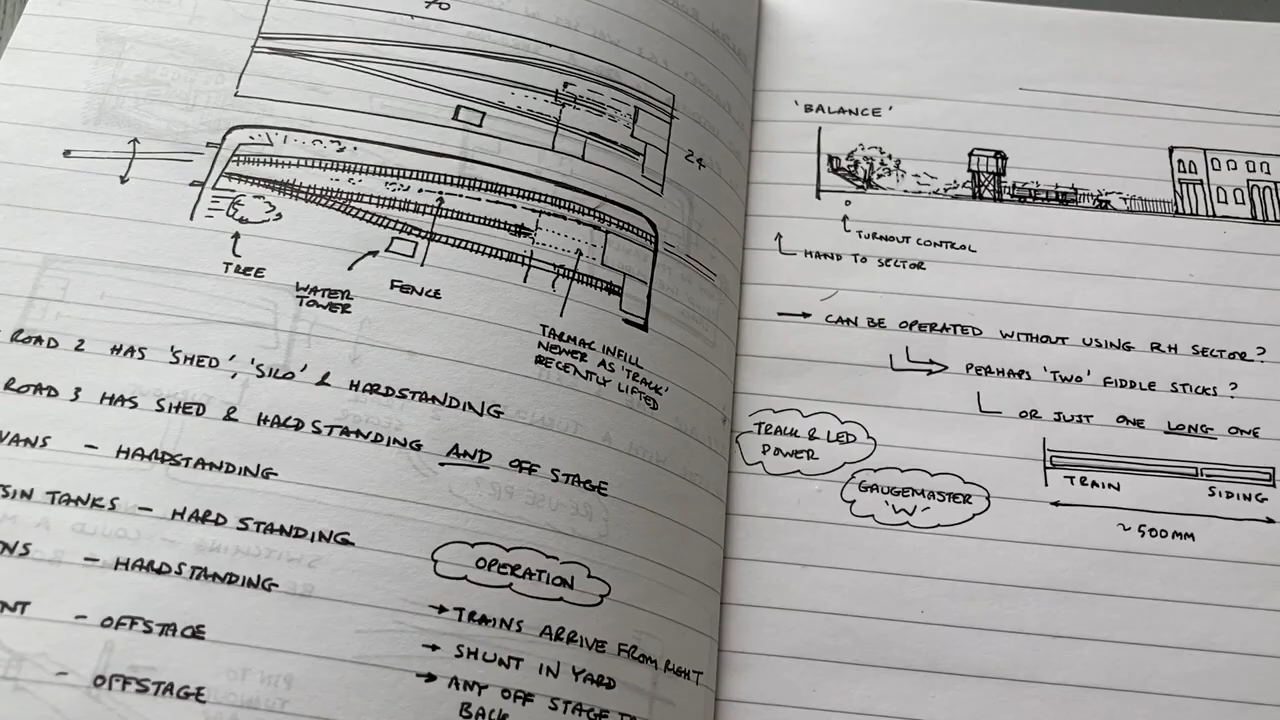 70
24
TREE
WATER
TOWER
FENCE
TARMAC INFILL
NEWER AS 'TRACK'
RECENTLY LIFTED
ROAD 2 HAS 'SHED', 'SILO' & HARDSTANDING
ROAD 3 HAS SHED & HARDSTANDING AND OFF STAGE
VANS - HARDSTANDING
TANKS - HARD STANDING
- HARDSTANDING
- OFFSTAGE
- OFFSTAGE
OPERATION
→ TRAINS ARRIVE FROM RIGHT
→ SHUNT IN YARD
→ ANY OFF STAGE
BACK
'BALANCE'
TURNOUT CONTROL
HAND TO SECTOR
→ CAN BE OPERATED WITHOUT USING RH SECTOR?
PERHAPS 'TWO' FIDDLE STICKS?
OR JUST ONE LONG ONE
TRACK & LED
POWER
GAUGEMASTER
'W'
TRAIN
SIDING
~ 500MM